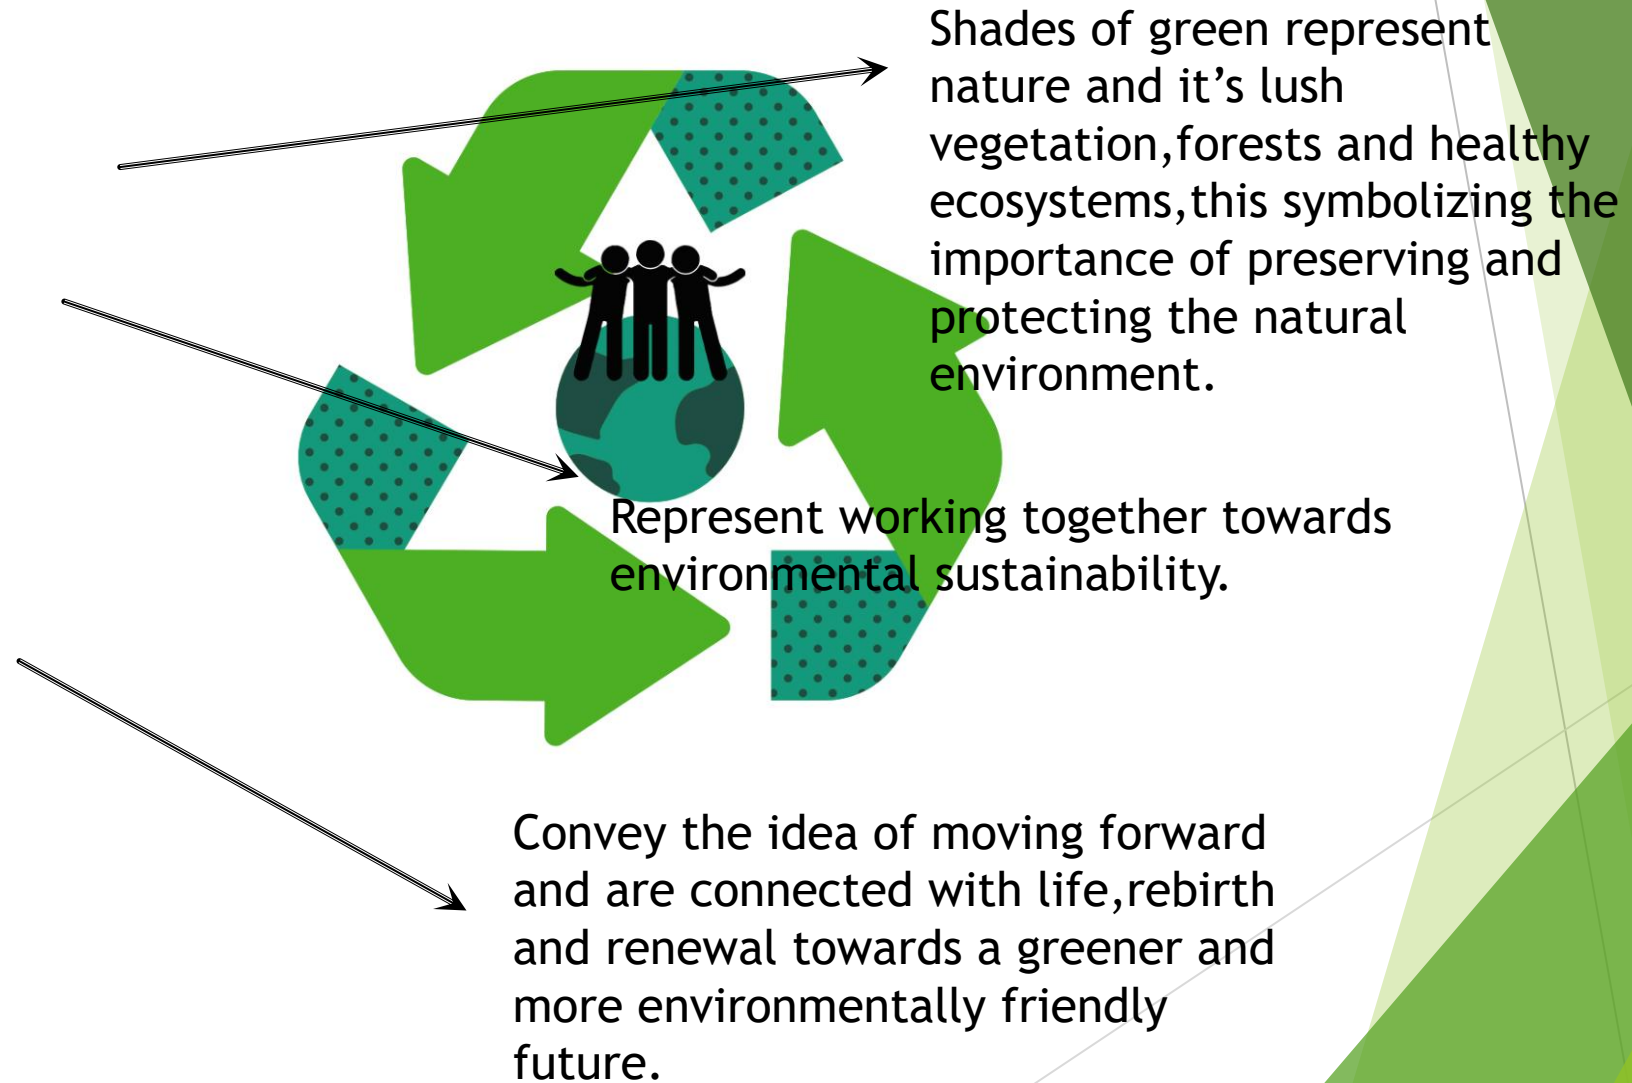 Shades of green represent
nature and it’s lush
vegetation,forests and healthy
ecosystems,this symbolizing the
importance of preserving and
protecting the natural
environment.
Represent working together towards
environmental sustainability.
Convey the idea of moving forward
and are connected with life,rebirth
and renewal towards a greener and
more environmentally friendly
future.